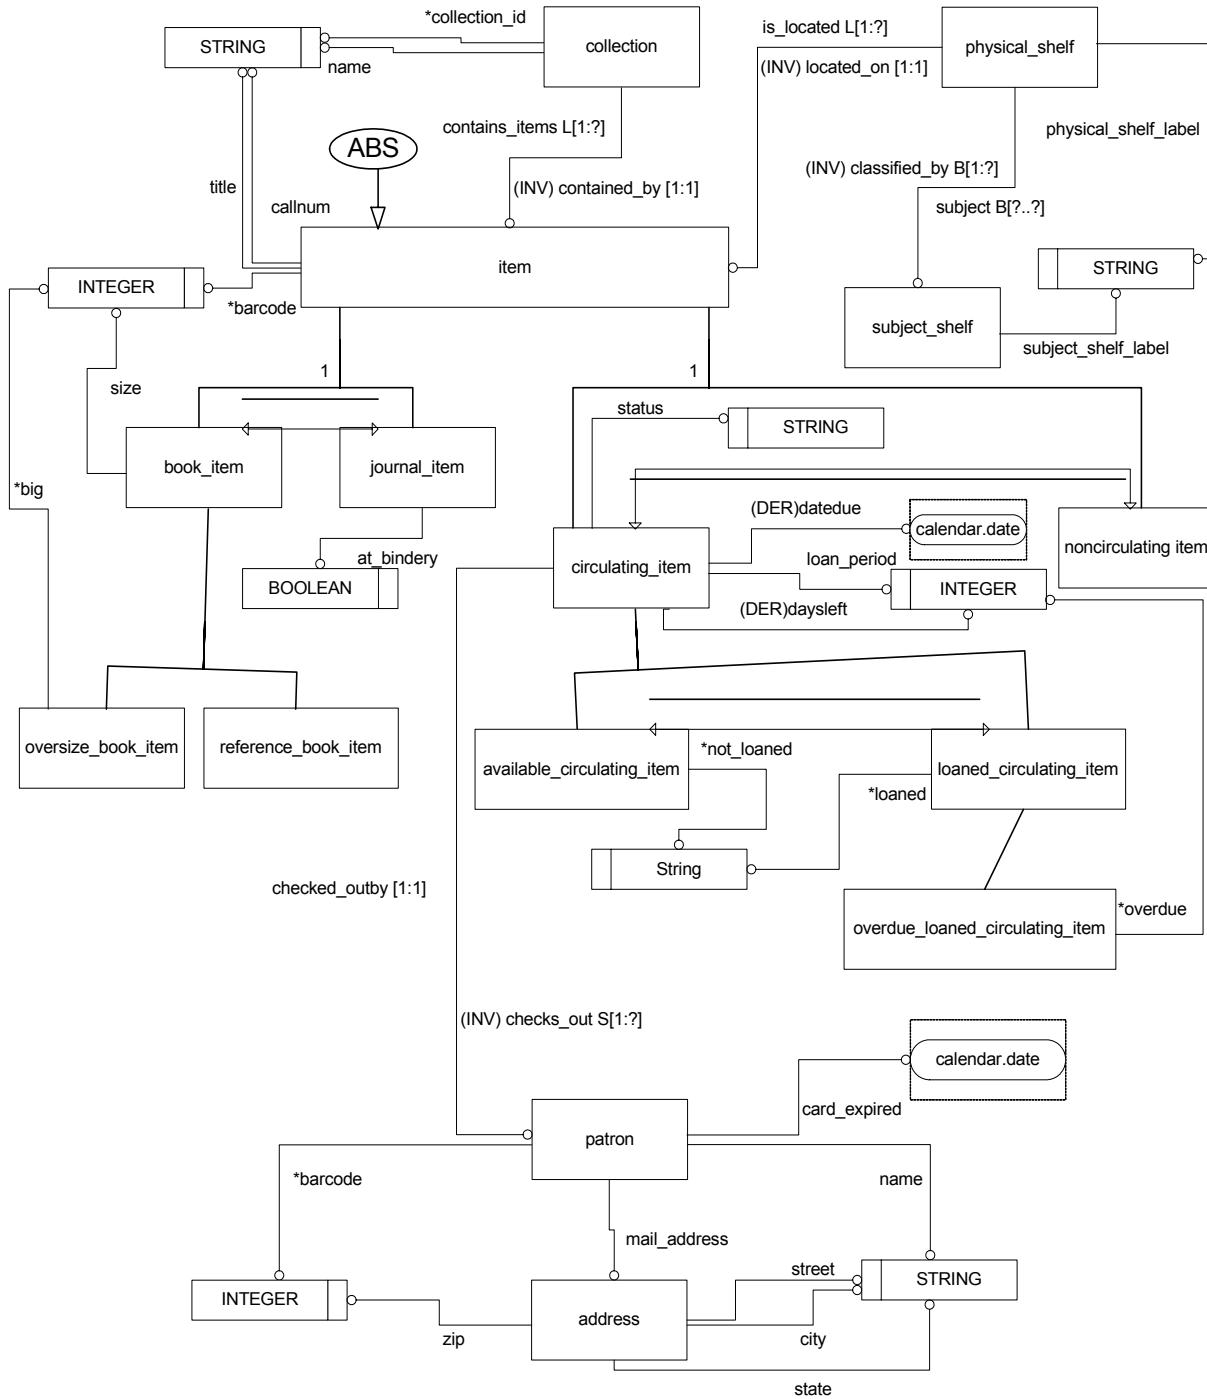 *collection_id
STRING
collection
is_located L[1:?]
physical_shelf
name
(INV) located_on [1:1]
contains_items L[1:?]
physical_shelf_label
ABS
(INV) classified_by B[1:?]
title
(INV) contained_by [1:1]
callnum
subject B[?..?]
item
STRING
INTEGER
*barcode
subject_shelf
subject_shelf_label
1
1
size
status
STRING
book_item
journal_item
*big
(DER)datedue
calendar.date
noncirculating item
at_bindery
circulating_item
loan_period
BOOLEAN
INTEGER
(DER)daysleft
oversize_book_item
reference_book_item
*not_loaned
available_circulating_item
loaned_circulating_item
*loaned
String
checked_outby [1:1]
*overdue
overdue_loaned_circulating_item
(INV) checks_out S[1:?]
calendar.date
card_expired
patron
*barcode
name
mail_address
street
STRING
INTEGER
address
zip
city
state